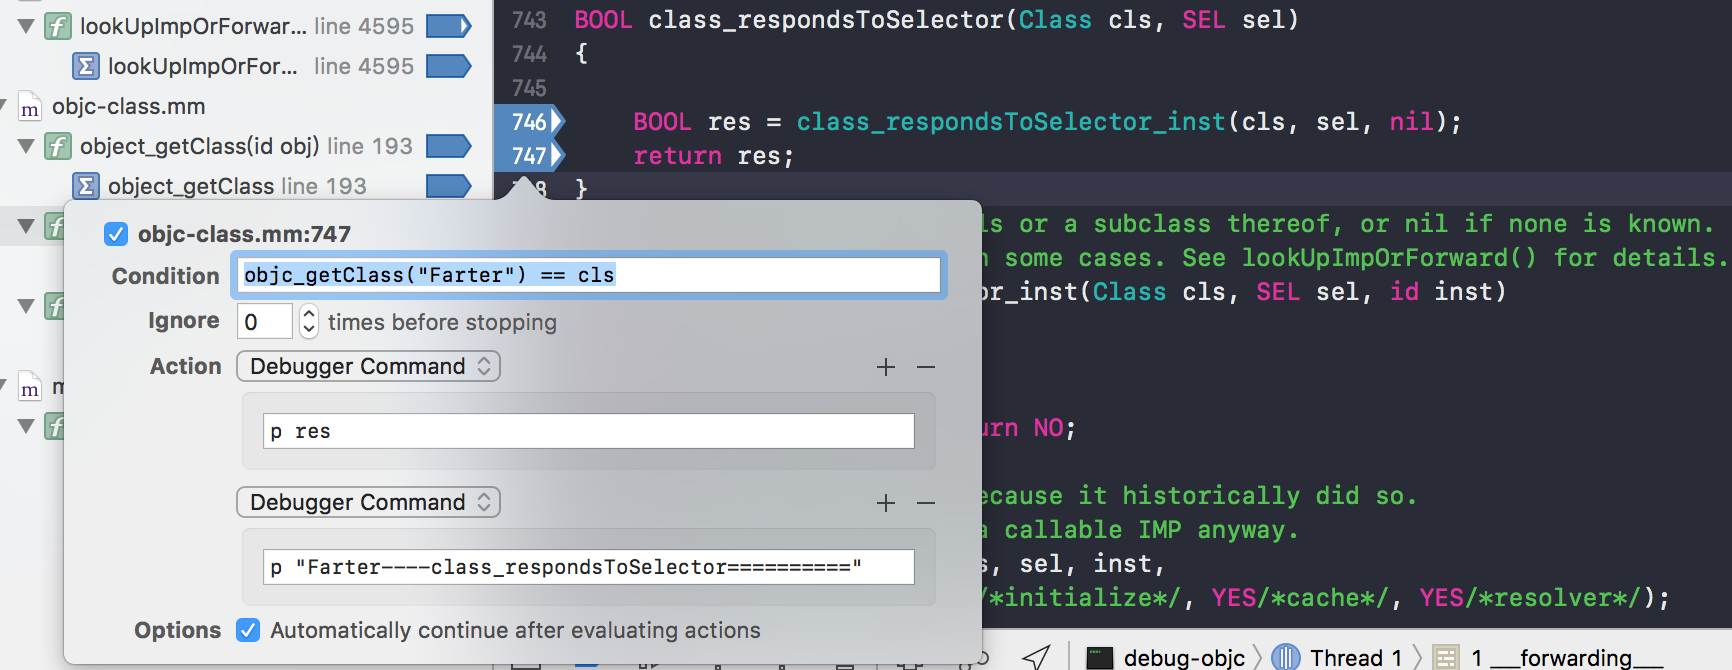 lookUpImpOrForwar... line 4595
lookUpImpOrFor... line 4595
objc-class.mm
object_getClass(id obj) line 193
object_getClass line 193
743 BOOL class_respondsToSelector(Class cls, SEL sel)
744 {
745
746 BOOL res = class_respondsToSelector_inst(cls, sel, nil);
747 return res;
}
ls or a subclass thereof, or nil if none is known.
some cases. See lookUpImpOrForward() for details.
or_inst(Class cls, SEL sel, id inst)
urn NO;
ecause it historically did so.
a callable IMP anyway.
s, sel, inst,
/*initialize*/, YES/*cache*/, YES/*resolver*/);
objc-class.mm:747
Condition objc_getClass("Farter") == cls
Ignore 0 times before stopping
Action Debugger Command
p res
Debugger Command
p "Farter----class_respondsToSelector=========="
Options Automatically continue after evaluating actions
debug-objc Thread 1 1 ___forwarding___